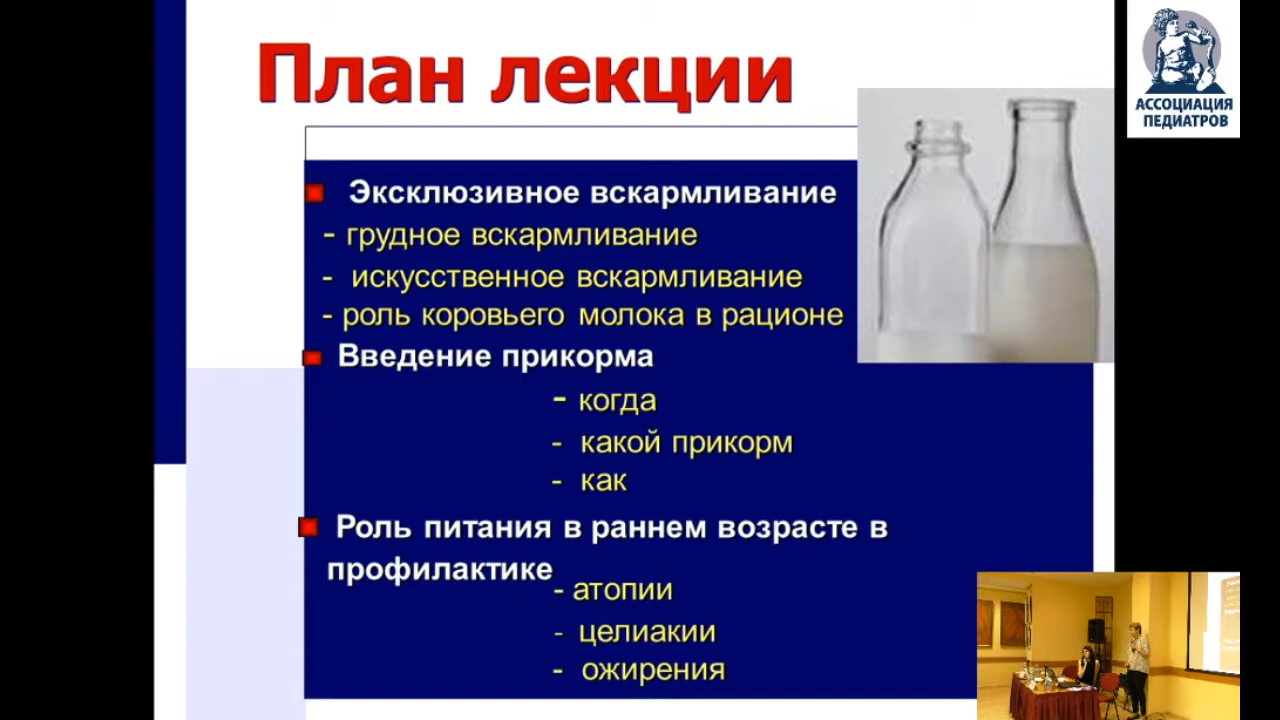 План лекции
АССОЦИАЦИЯ
ПЕДИАТРОВ
Эксклюзивное вскармливание
- грудное вскармливание
- искусственное вскармливание
- роль коровьего молока в рационе
Введение прикорма
- когда
- какой прикорм
- как
Роль питания в раннем возрасте в
профилактике
- атопии
- целиакии
- ожирения